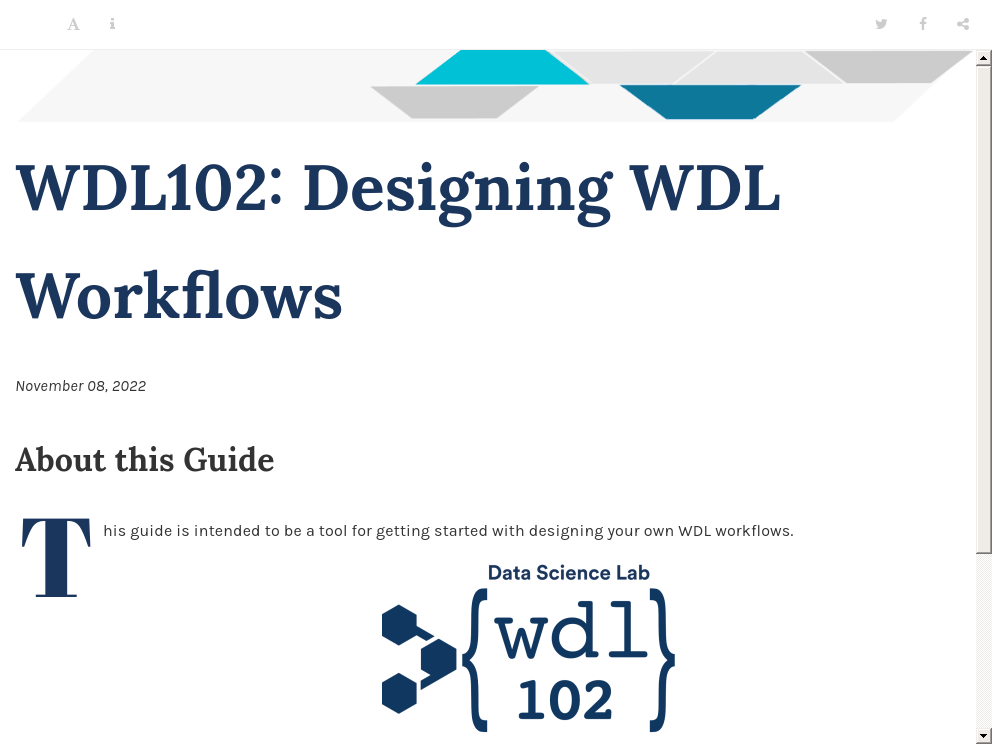 A i
WDL102: Designing WDL
Workflows
November 08, 2022
About this Guide
This guide is intended to be a tool for getting started with designing your own WDL workflows.
Data Science Lab
{wdl
102}